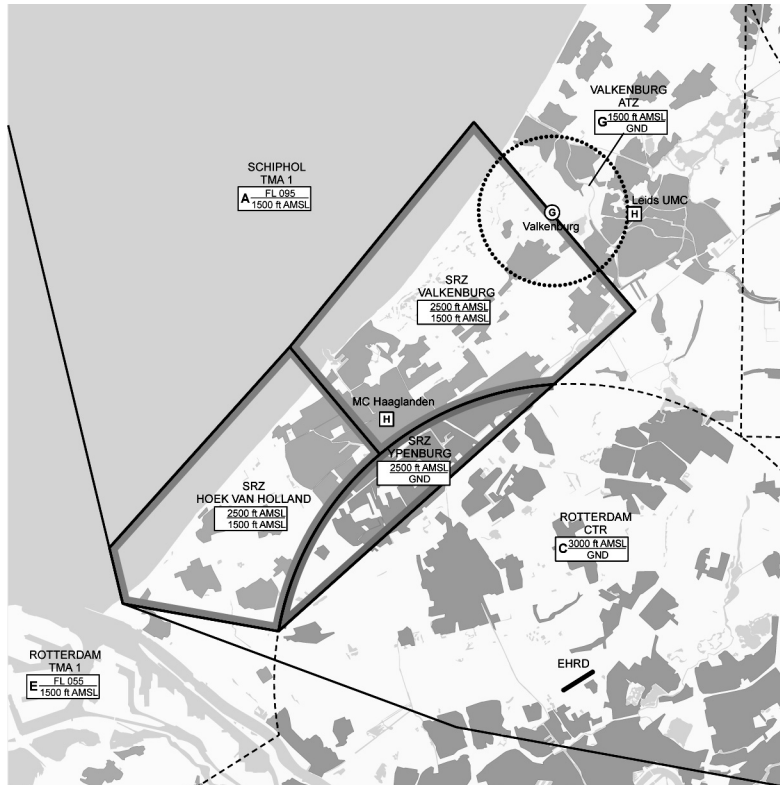 VALKENBURG
ATZ
G 1500 ft AMSL
GND
SCHIPHOL
TMA 1
A FL 095
1500 ft AMSL
Leids UMC
H
G
Valkenburg
SRZ
VALKENBURG
2500 ft AMSL
1500 ft AMSL
MC Haaglanden
H
SRZ
YPENBURG
2500 ft AMSL
GND
SRZ
HOEK VAN HOLLAND
2500 ft AMSL
1500 ft AMSL
ROTTERDAM
CTR
C 3000 ft AMSL
GND
ROTTERDAM
TMA 1
E FL 055
1500 ft AMSL
EHRD